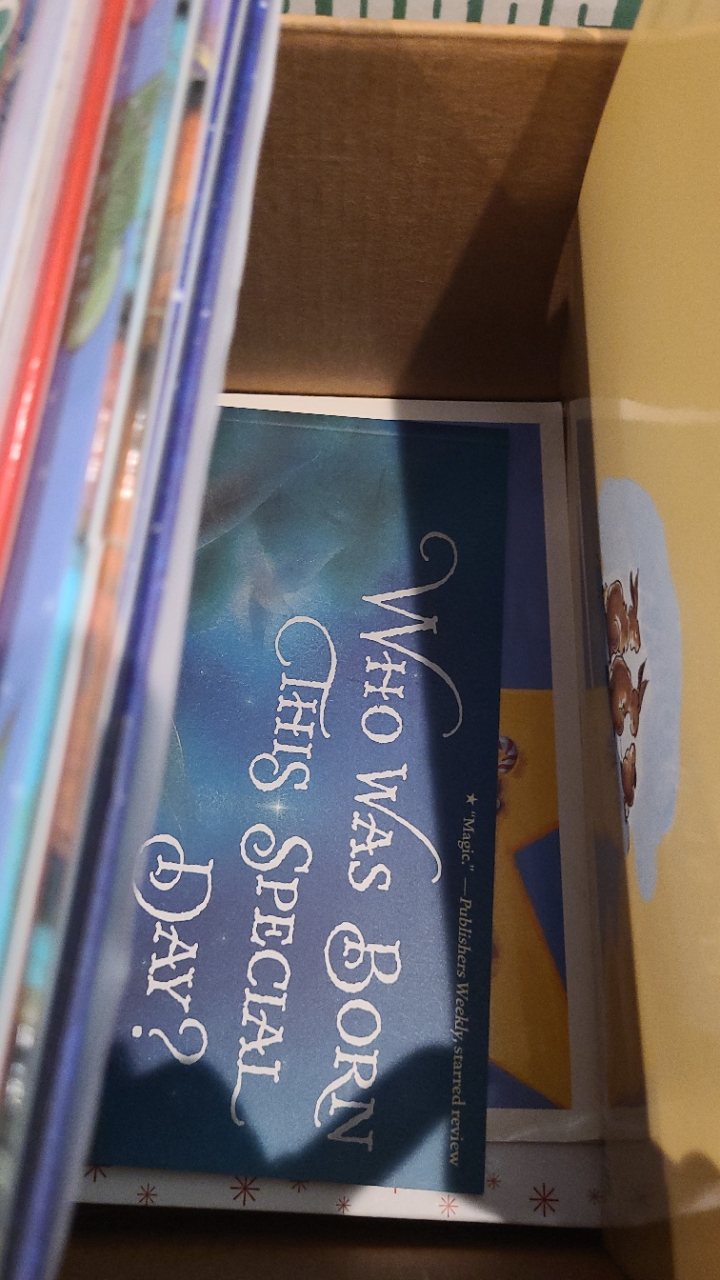 ★ "Magic." —Publishers Weekly, starred review
WHO WAS BORN
THIS SPECIAL
DAY?